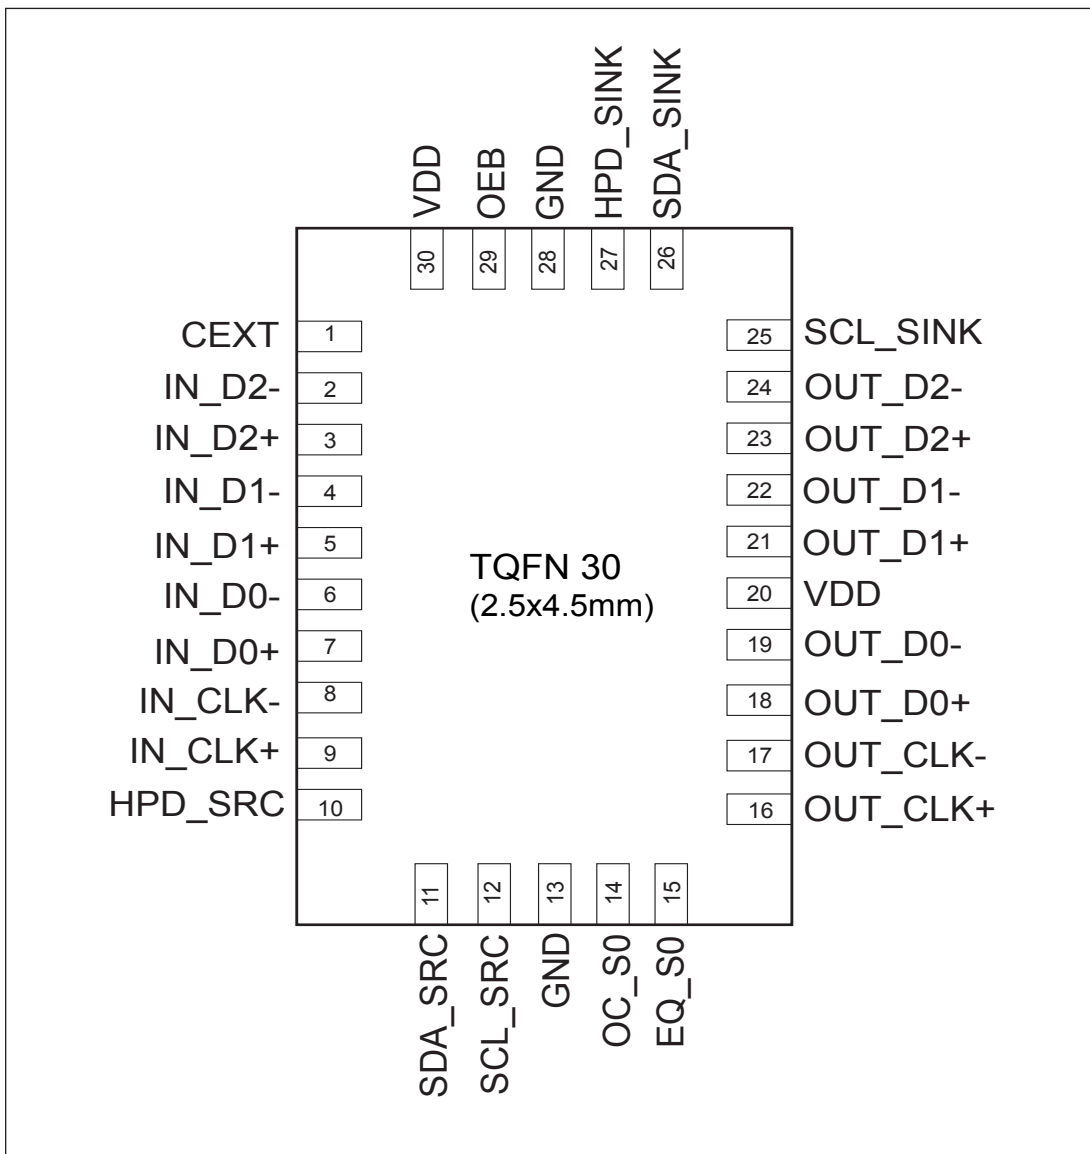 VDD
OEB
GND
HPD_SINK
SDA_SINK
30
29
28
27
26
CEXT 1
IN_D2- 2
IN_D2+ 3
IN_D1- 4
IN_D1+ 5
IN_D0- 6
IN_D0+ 7
IN_CLK- 8
IN_CLK+ 9
HPD_SRC 10
TQFN 30
(2.5x4.5mm)
25 SCL_SINK
24 OUT_D2-
23 OUT_D2+
22 OUT_D1-
21 OUT_D1+
20 VDD
19 OUT_D0-
18 OUT_D0+
17 OUT_CLK-
16 OUT_CLK+
11
12
13
14
15
SDA_SRC
SCL_SRC
GND
OC_S0
EQ_S0